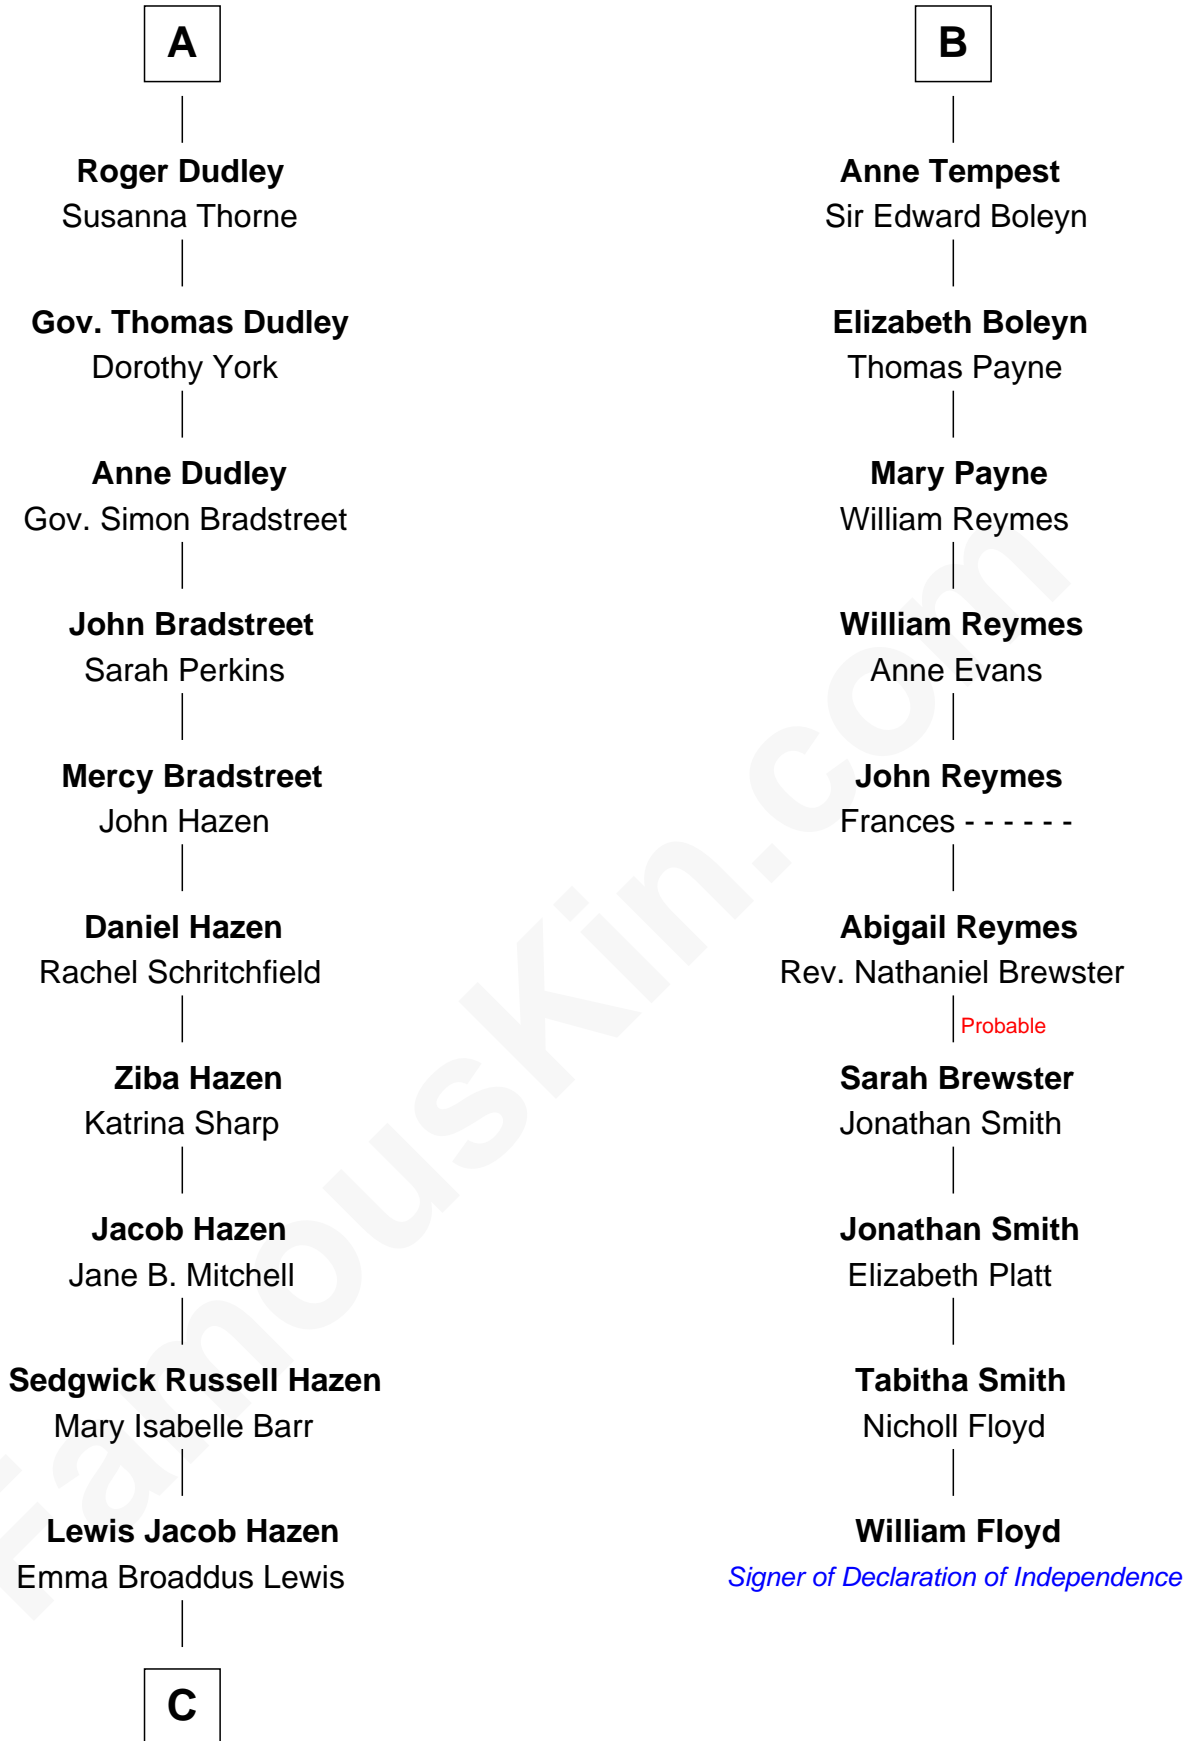 A
Roger Dudley
Susanna Thorne
Gov. Thomas Dudley
Dorothy York
Anne Dudley
Gov. Simon Bradstreet
John Bradstreet
Sarah Perkins
Mercy Bradstreet
John Hazen
Daniel Hazen
Rachel Schritchfield
Ziba Hazen
Katrina Sharp
Jacob Hazen
Jane B. Mitchell
Sedgwick Russell Hazen
Mary Isabelle Barr
Lewis Jacob Hazen
Emma Broaddus Lewis
C
B
Anne Tempest
Sir Edward Boleyn
Elizabeth Boleyn
Thomas Payne
Mary Payne
William Reymes
William Reymes
Anne Evans
John Reymes
Frances - - - - - -
Abigail Reymes
Rev. Nathaniel Brewster
Probable
Sarah Brewster
Jonathan Smith
Jonathan Smith
Elizabeth Platt
Tabitha Smith
Nicholl Floyd
William Floyd
Signer of Declaration of Independence
FamousKin.com